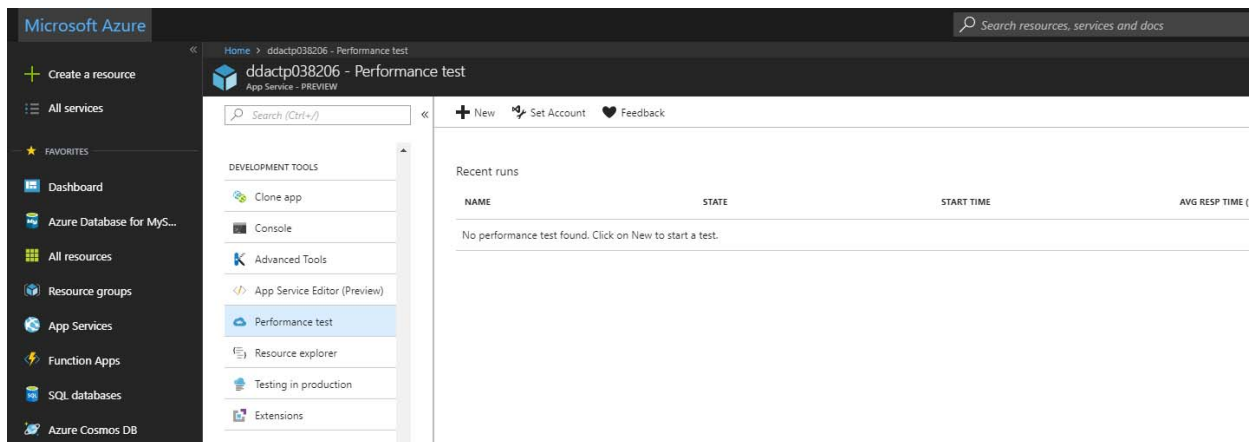 Microsoft Azure
Search resources, services and docs
Home > ddactp038206 - Performance test
ddactp038206 - Performance test
App Service - PREVIEW
Create a resource
All services
FAVORITES
Dashboard
Azure Database for MyS...
All resources
Resource groups
App Services
Function Apps
SQL databases
Azure Cosmos DB
Search (Ctrl+/)
DEVELOPMENT TOOLS
Clone app
Console
Advanced Tools
App Service Editor (Preview)
Performance test
Resource explorer
Testing in production
Extensions
New Set Account Feedback
Recent runs
NAME STATE START TIME AVG RESP TIME (
No performance test found. Click on New to start a test.